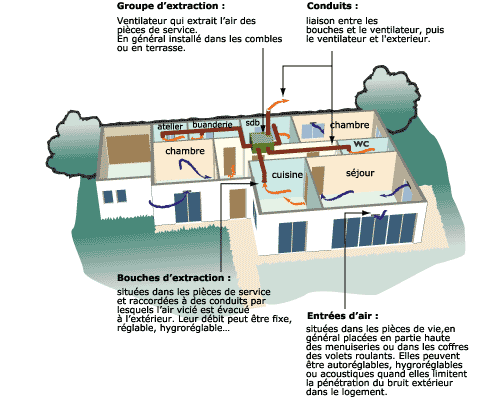 Groupe d'extraction :
Ventilateur qui extrait l'air des
pièces de service.
En général installé dans les combles
ou en terrasse.
Conduits :
liaison entre les
bouches et le ventilateur, puis
le ventilateur et l'exterieur.
atelier
buanderie
sdb
chambre
WC
chambre
cuisine
séjour
Bouches d'extraction :
situées dans les pièces de service
et raccordées à des conduits par
lesquels l'air vicié est évacué
à l'extérieur. Leur débit peut être fixe,
réglable, hygroréglable...
Entrées d'air :
situées dans les pièces de vie,en
général placées en partie haute
des menuiseries ou dans les coffres
des volets roulants. Elles peuvent
être autoréglables, hygroréglables
ou acoustiques quand elles limitent
la pénétration du bruit extérieur
dans le logement.